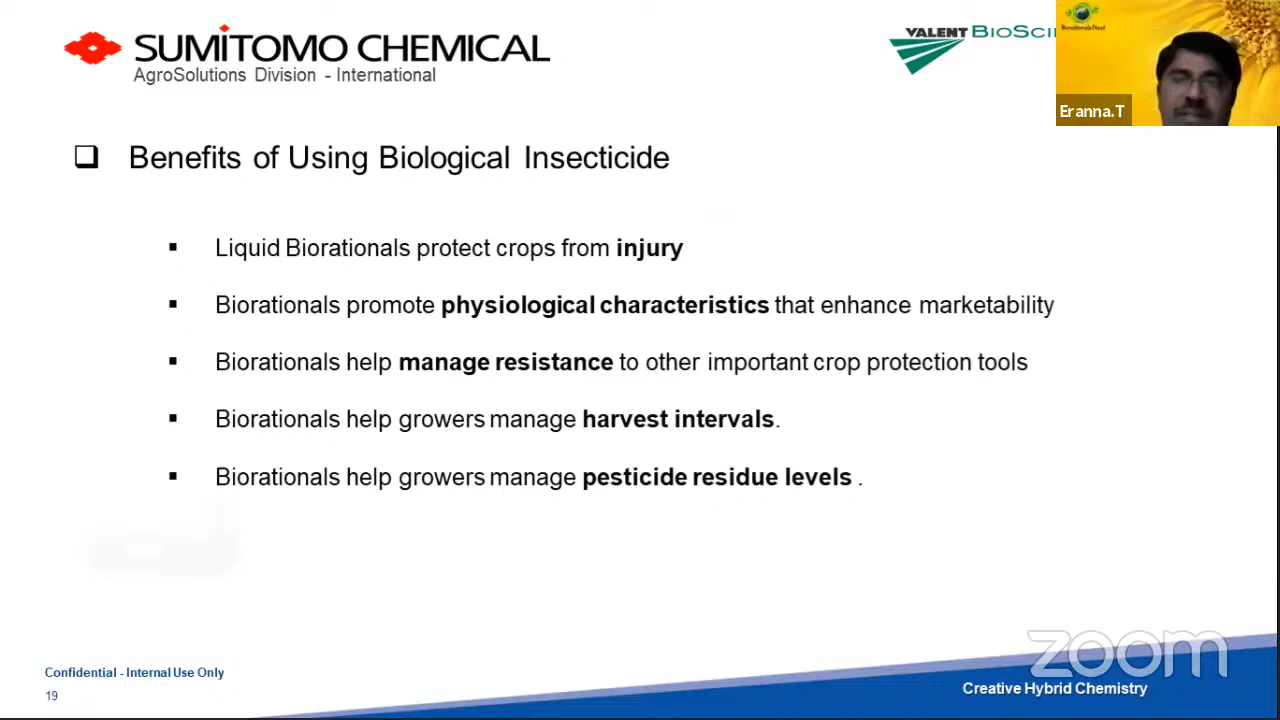 SUMITOMO CHEMICAL
AgroSolutions Division - International
VALENT BIOSCI
Eranna.T
❑ Benefits of Using Biological Insecticide
▪ Liquid Biorationals protect crops from injury
▪ Biorationals promote physiological characteristics that enhance marketability
▪ Biorationals help manage resistance to other important crop protection tools
▪ Biorationals help growers manage harvest intervals.
▪ Biorationals help growers manage pesticide residue levels .
zoom
Confidential - Internal Use Only
19
Creative Hybrid Chemistry